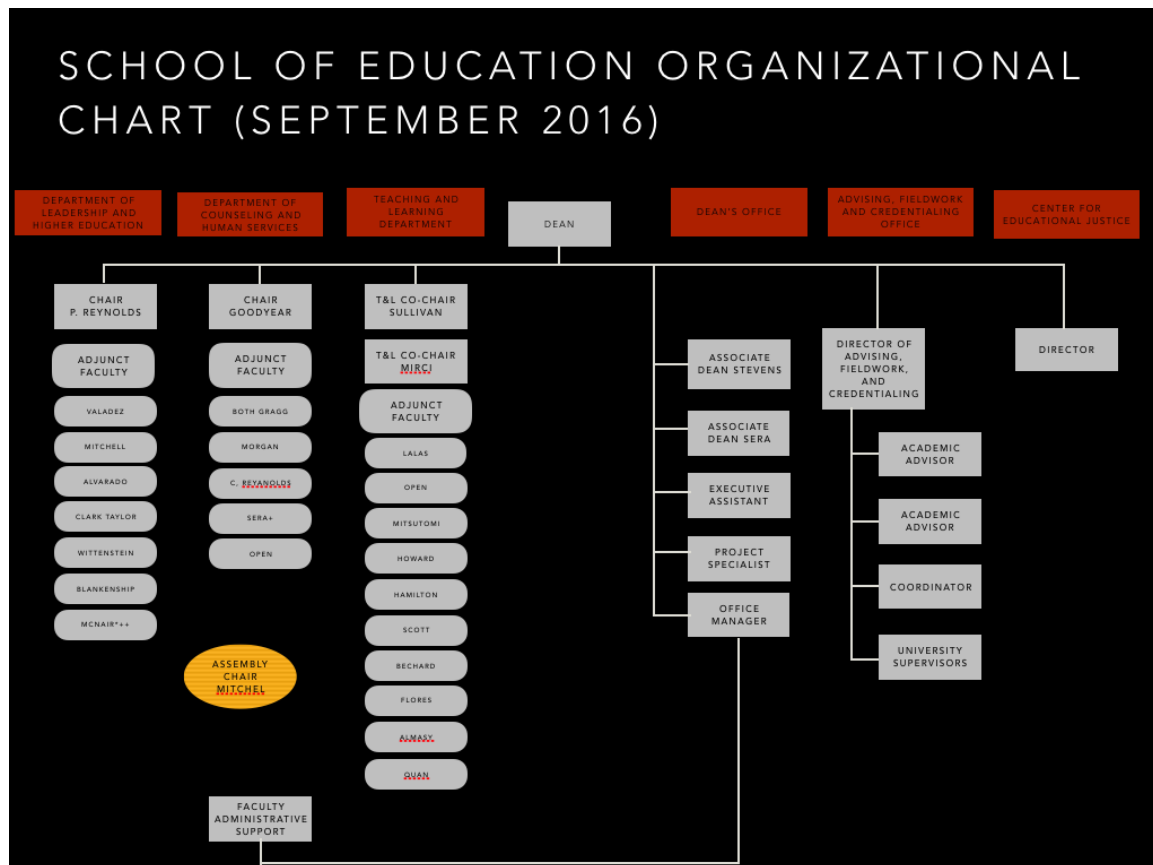 SCHOOL OF EDUCATION ORGANIZATIONAL
CHART (SEPTEMBER 2016)
DEPARTMENT OF
LEADERSHIP AND
HIGHER EDUCATION
DEPARTMENT OF
COUNSELING AND
HUMAN SERVICES
TEACHING AND
LEARNING
DEPARTMENT
DEAN
DEAN'S OFFICE
ADVISING, FIELDWORK
AND CREDENTIALING
OFFICE
CENTER FOR
EDUCATIONAL JUSTICE
CHAIR
P. REYNOLDS
ADJUNCT
FACULTY
VALADEZ
MITCHELL
ALVARADO
CLARK TAYLOR
WITTENSTEIN
BLANKENSHIP
MCNAIR*++
CHAIR
GOODYEAR
ADJUNCT
FACULTY
BOTH GRAGG
MORGAN
C. REYANOLDS
SERA+
OPEN
ASSEMBLY
CHAIR
MITCHEL
FACULTY
ADMINISTRATIVE
SUPPORT
T&L CO-CHAIR
SULLIVAN
T&L CO-CHAIR
MIRCI
ADJUNCT
FACULTY
LALAS
OPEN
MITSUTOMI
HOWARD
HAMILTON
SCOTT
BECHARD
FLORES
ALMASY
QUAN
ASSOCIATE
DEAN STEVENS
ASSOCIATE
DEAN SERA
EXECUTIVE
ASSISTANT
PROJECT
SPECIALIST
OFFICE
MANAGER
DIRECTOR OF
ADVISING,
FIELDWORK,
AND
CREDENTIALING
ACADEMIC
ADVISOR
ACADEMIC
ADVISOR
COORDINATOR
UNIVERSITY
SUPERVISORS
DIRECTOR